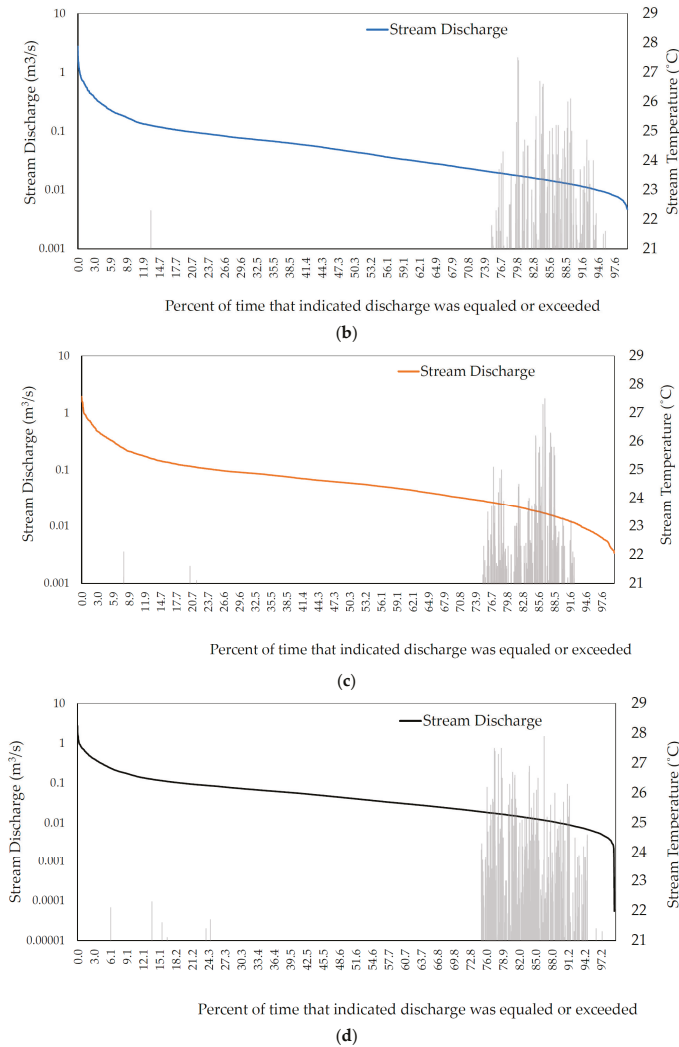 10
1
0.1
0.01
0.001
Stream Discharge (m3/s)
Stream Discharge
29
28
27
26
25
24
23
22
21
Stream Temperature (˚C)
0.0 3.0 5.9 8.9 11.9 14.7 17.7 20.7 23.7 26.6 29.6 32.5 35.5 38.5 41.4 44.3 47.3 50.3 53.2 56.1 59.1 62.1 64.9 67.9 70.9 73.9 76.9 79.8 82.8 85.6 88.6 91.6 94.6 97.6
Percent of time that indicated discharge was equaled or exceeded
(b)
10
1
0.1
0.01
0.001
Stream Discharge (m³/s)
Stream Discharge
29
28
27
26
25
24
23
22
21
Stream Temperature (˚C)
0.0 3.0 5.9 8.9 11.9 14.7 17.7 20.7 23.7 26.6 29.6 32.5 35.5 38.5 41.4 44.3 47.3 50.3 53.2 56.1 59.1 62.1 64.9 67.9 70.8 73.8 76.7 79.8 82.7 85.6 88.6 91.6 94.6 97.6
Percent of time that indicated discharge was equaled or exceeded
(c)
10
1
0.1
0.01
0.001
0.0001
0.00001
Stream Discharge (m³/s)
Stream Discharge
29
28
27
26
25
24
23
22
21
Stream Temperature (˚C)
0.0 3.0 6.1 9.1 12.1 15.1 18.2 21.2 24.3 27.3 30.3 33.4 36.4 39.4 42.5 45.5 48.6 51.6 54.6 57.7 60.7 63.7 66.8 69.8 72.8 76.0 78.9 82.0 85.0 88.0 91.2 94.2 97.2
Percent of time that indicated discharge was equaled or exceeded
(d)